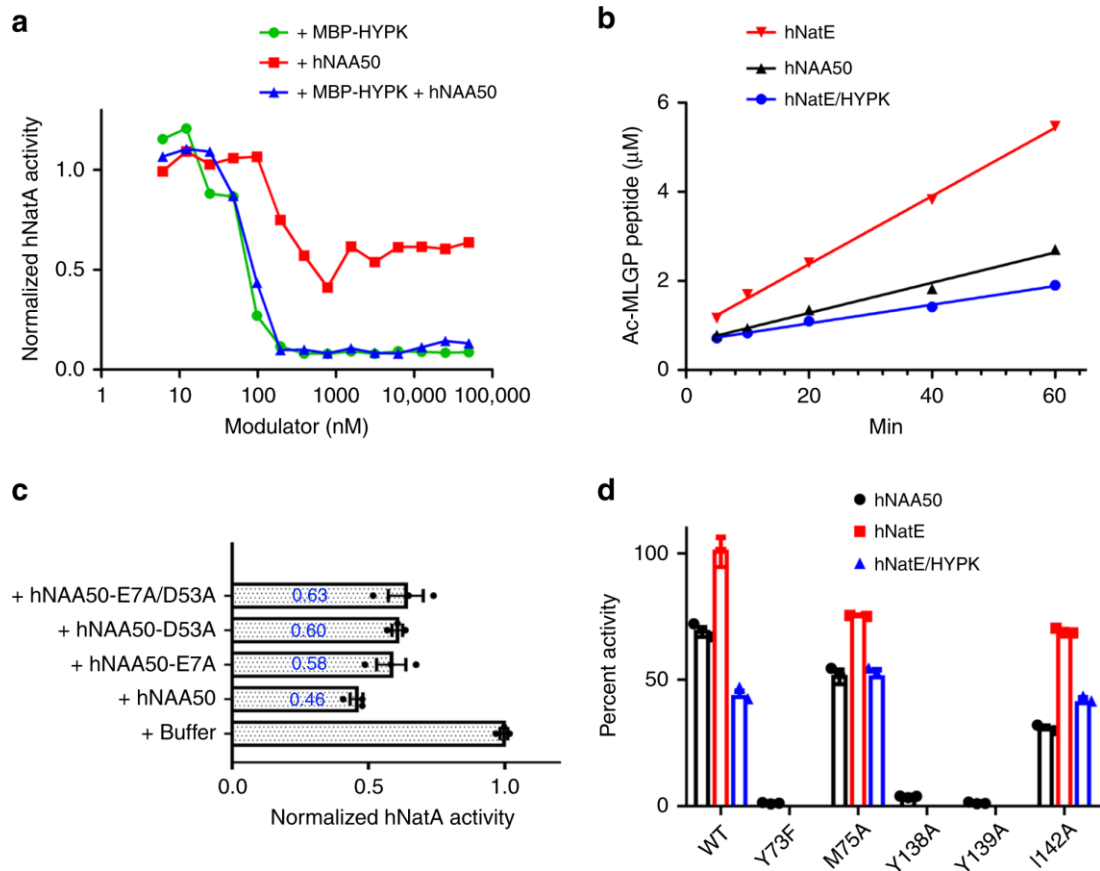 a
+ MBP-HYPK
+ hNAA50
+ MBP-HYPK + hNAA50
Normalized hNatA activity
1.0
0.5
0.0
1
10
100
1000
10,000
100,000
Modulator (nM)
b
hNatE
hNAA50
hNatE/HYPK
Ac-MLGP peptide (μM)
6
4
2
0
0
20
40
60
Min
c
+ hNAA50-E7A/D53A
0.63
+ hNAA50-D53A
0.60
+ hNAA50-E7A
0.58
+ hNAA50
0.46
+ Buffer
0.0
0.5
1.0
Normalized hNatA activity
d
hNAA50
hNatE
hNatE/HYPK
Percent activity
100
50
0
WT
Y73F
M75A
Y138A
Y139A
I142A